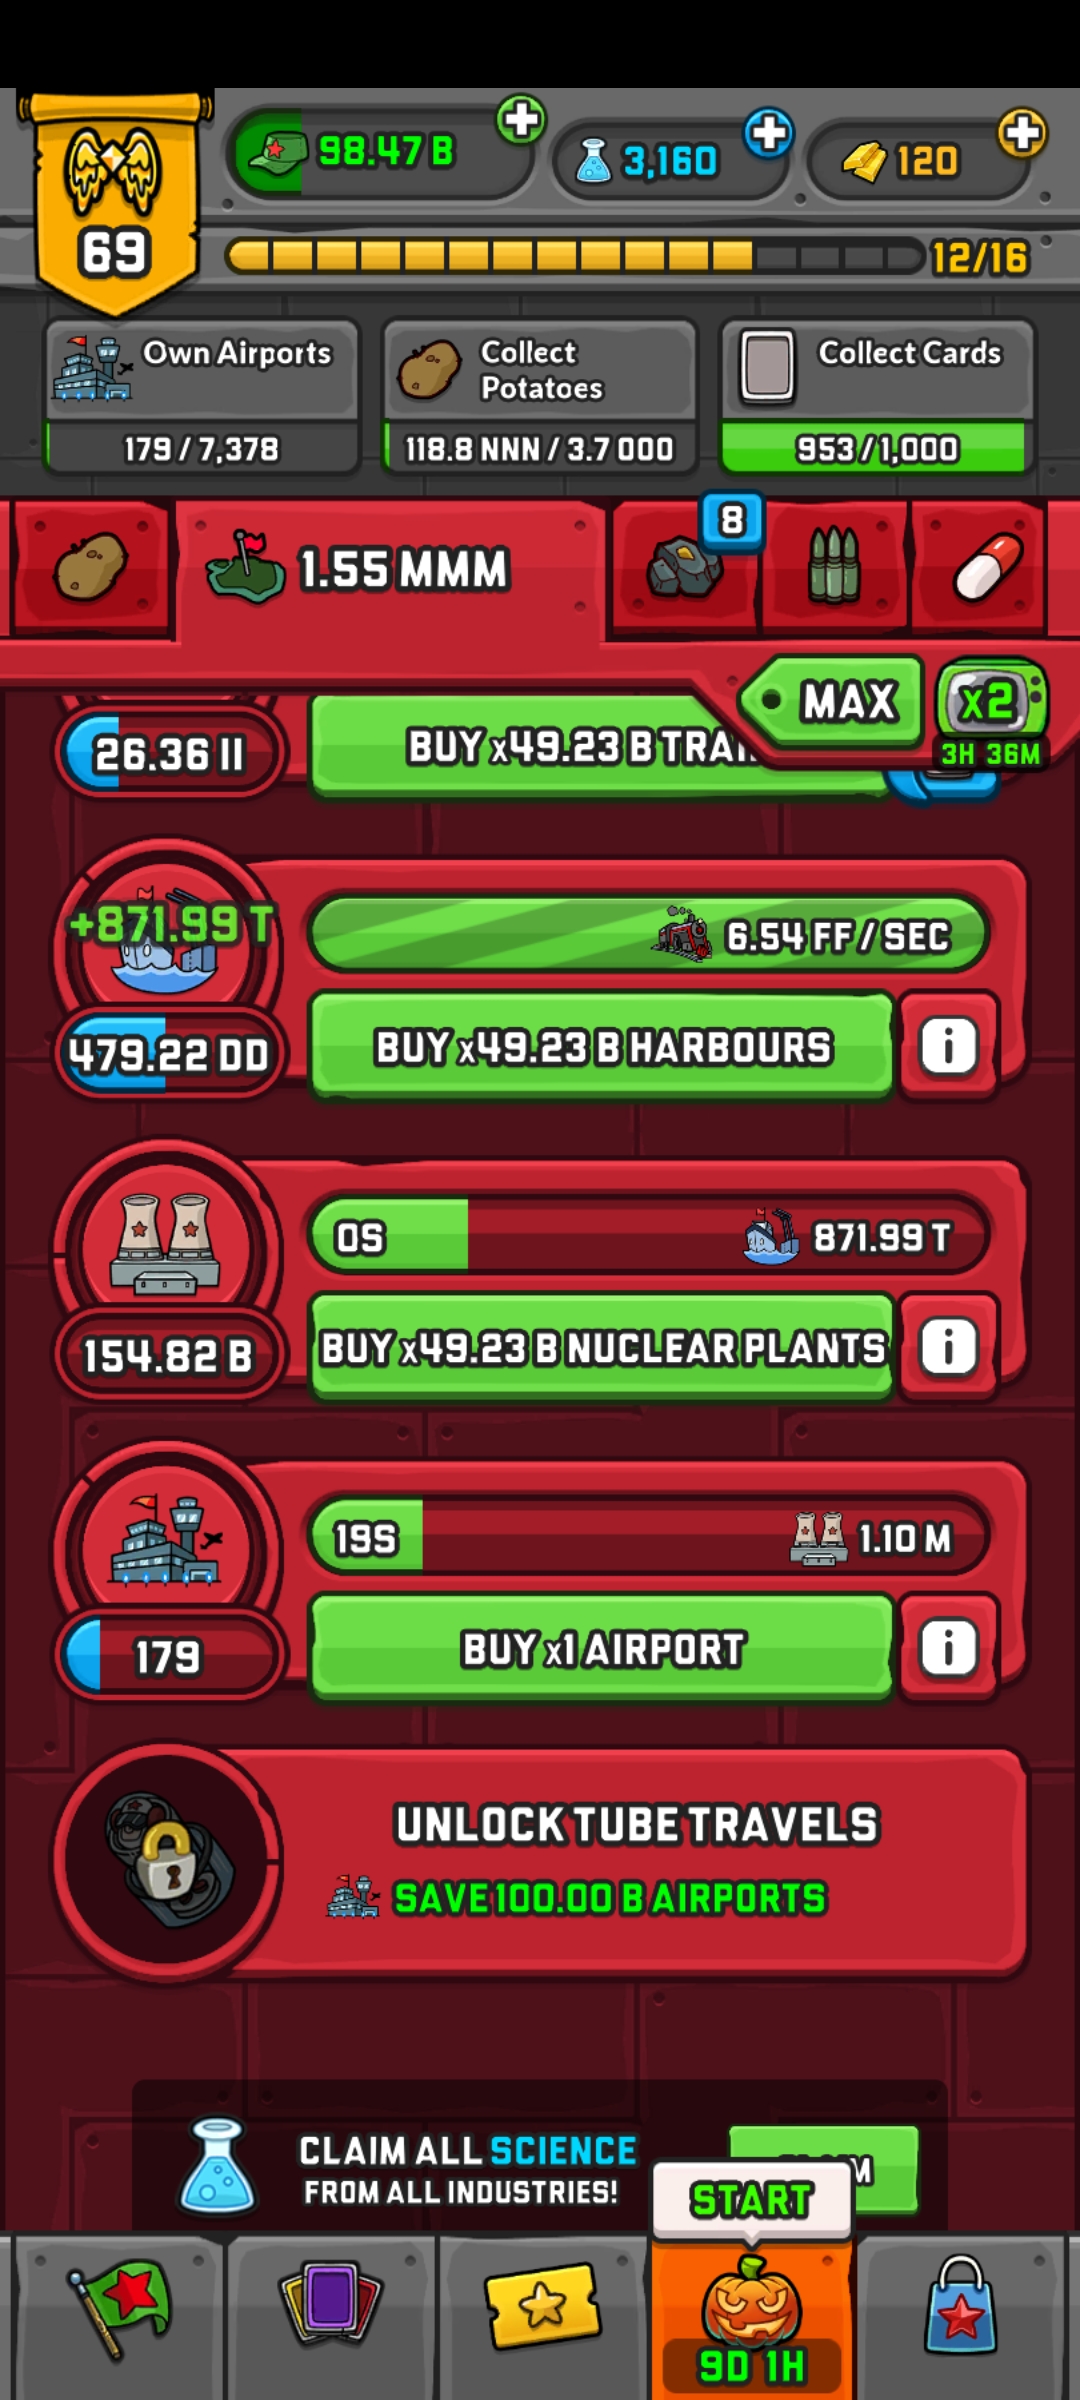 98.47 B
3,160
120
69
12/16
Own Airports
179 / 7,378
Collect
Potatoes
118.8 NNN / 3.7 OOO
Collect Cards
953 / 1,000
1.55 MMM
8
MAX
x2
3H 36M
26.36 II
BUY x49.23 B
+871.99 T
6.54 FF / SEC
479.22 DD
BUY x49.23 B HARBOURS
i
0S
871.99 T
154.82 B
BUY x49.23 B NUCLEAR PLANTS
i
19S
1.10 M
179
BUY x1 AIRPORT
i
UNLOCK TUBE TRAVELS
SAVE 100.00 B AIRPORTS
CLAIM ALL SCIENCE
FROM ALL INDUSTRIES!
START
9D 1H